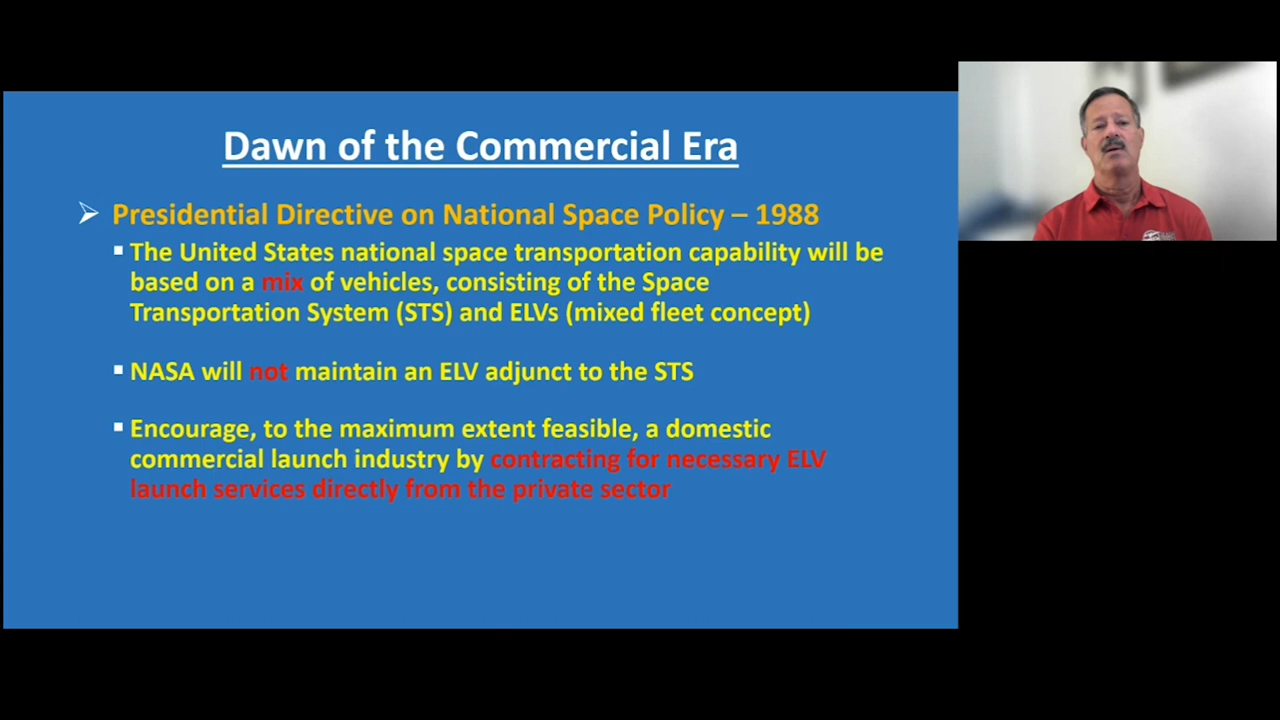 Dawn of the Commercial Era
Presidential Directive on National Space Policy – 1988
The United States national space transportation capability will be
based on a mix of vehicles, consisting of the Space
Transportation System (STS) and ELVs (mixed fleet concept)
NASA will not maintain an ELV adjunct to the STS
Encourage, to the maximum extent feasible, a domestic
commercial launch industry by contracting for necessary ELV
launch services directly from the private sector